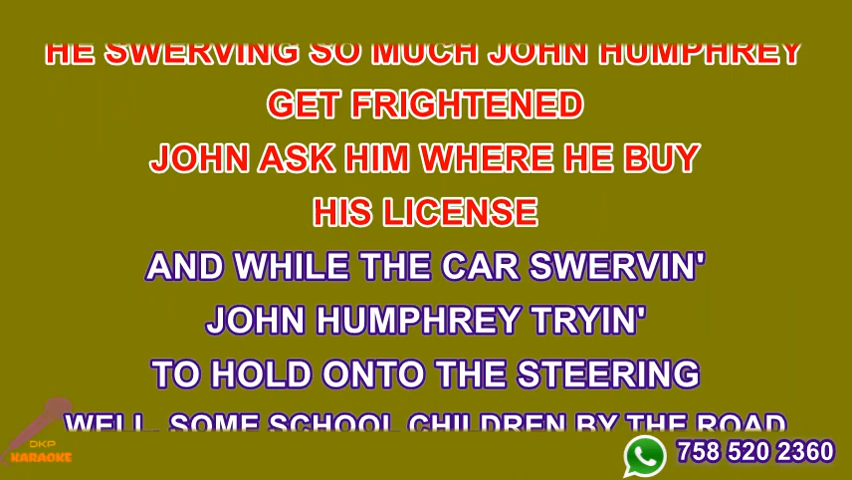 HE SWERVING SO MUCH JOHN HUMPHREY
GET FRIGHTENED
JOHN ASK HIM WHERE HE BUY
HIS LICENSE
AND WHILE THE CAR SWERVIN'
JOHN HUMPHREY TRYIN'
TO HOLD ONTO THE STEERING
WELL, SOME SCHOOL CHILDREN BY THE ROAD
DKP
KARAOKE
758 520 2360